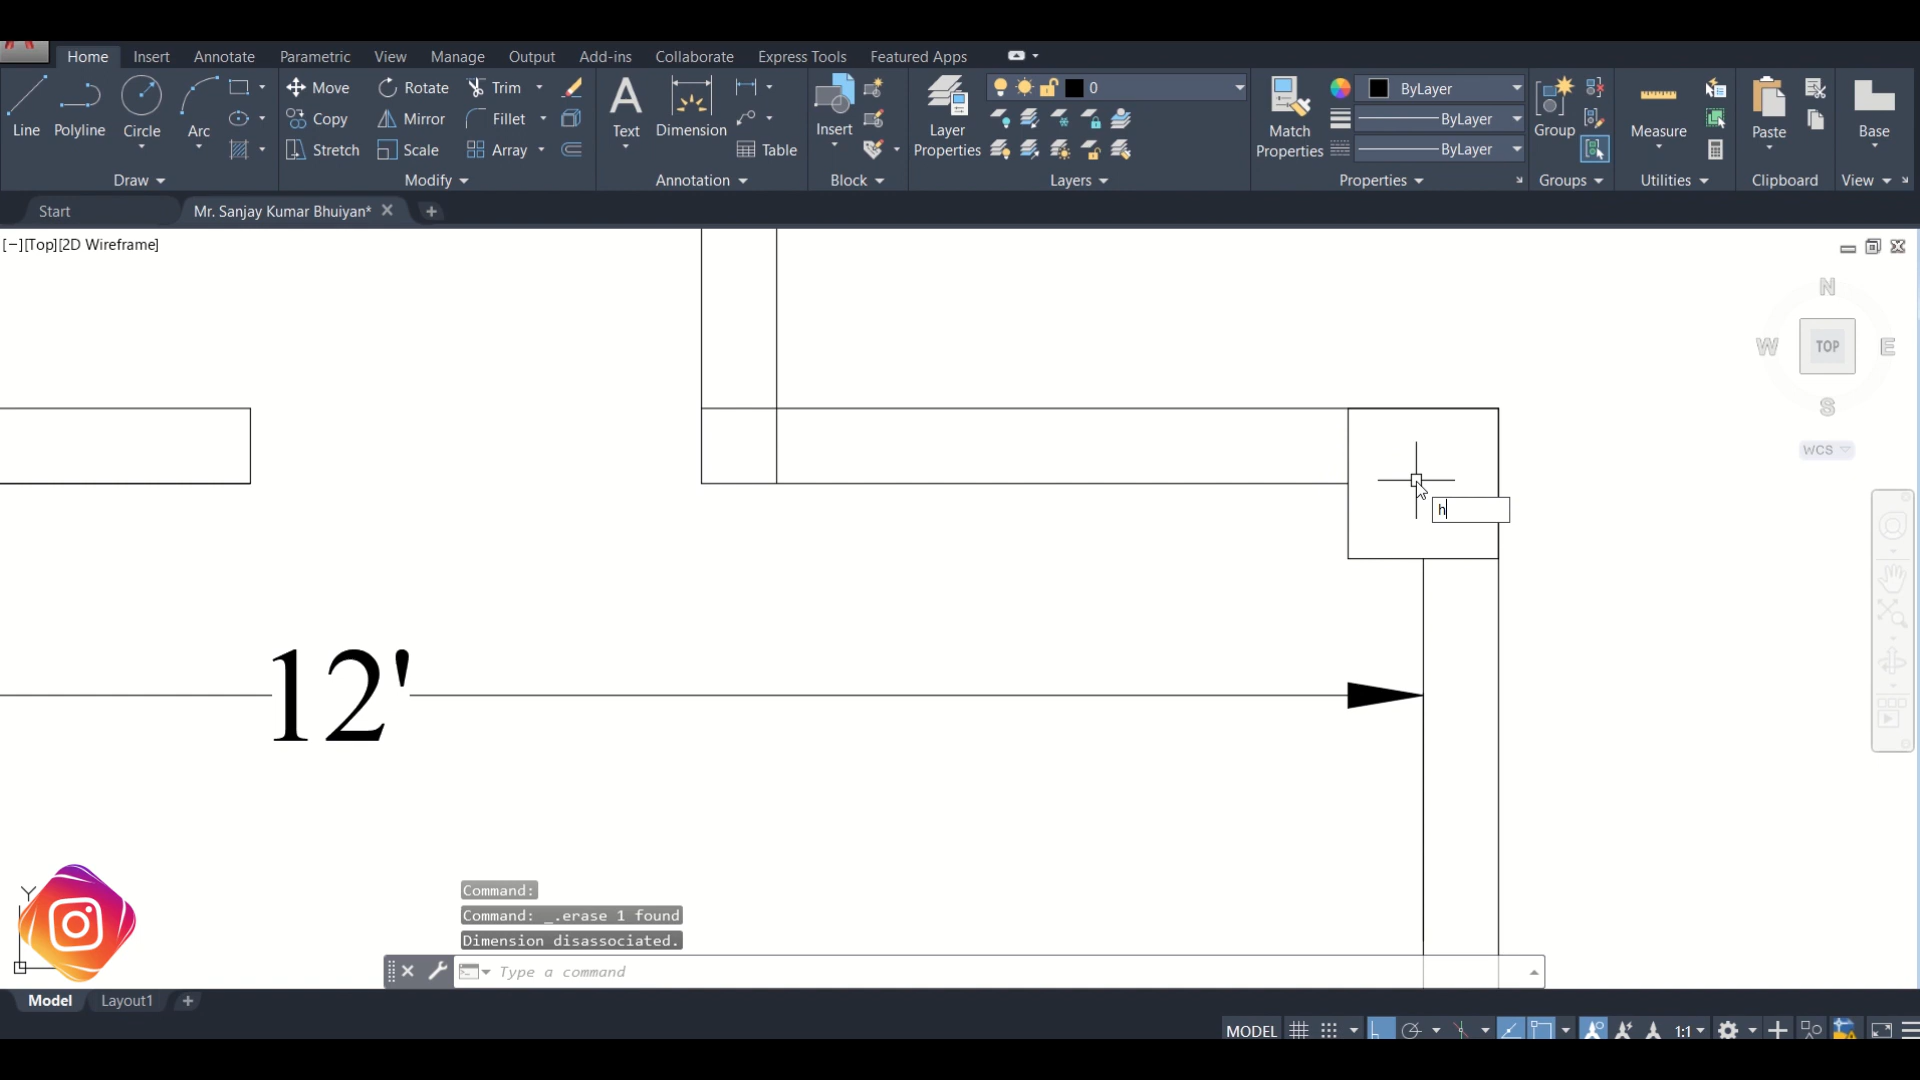 Home Insert Annotate Parametric View Manage Output Add-ins Collaborate Express Tools Featured Apps
Line Polyline Circle Arc
Move Rotate Trim
Copy Mirror Fillet
Stretch Scale Array
Text Dimension Table
Insert
Layer Properties
0
Match Properties
ByLayer
ByLayer
ByLayer
Group Measure Paste Base
Draw Modify Annotation Block Layers Properties Groups Utilities Clipboard View
Start Mr. Sanjay Kumar Bhuiyan*
[−][Top][2D Wireframe]
N
W TOP E
S
WCS
h
12'
Y
Command:
Command: _.erase 1 found
Dimension disassociated.
Type a command
Model Layout1
MODEL 1:1